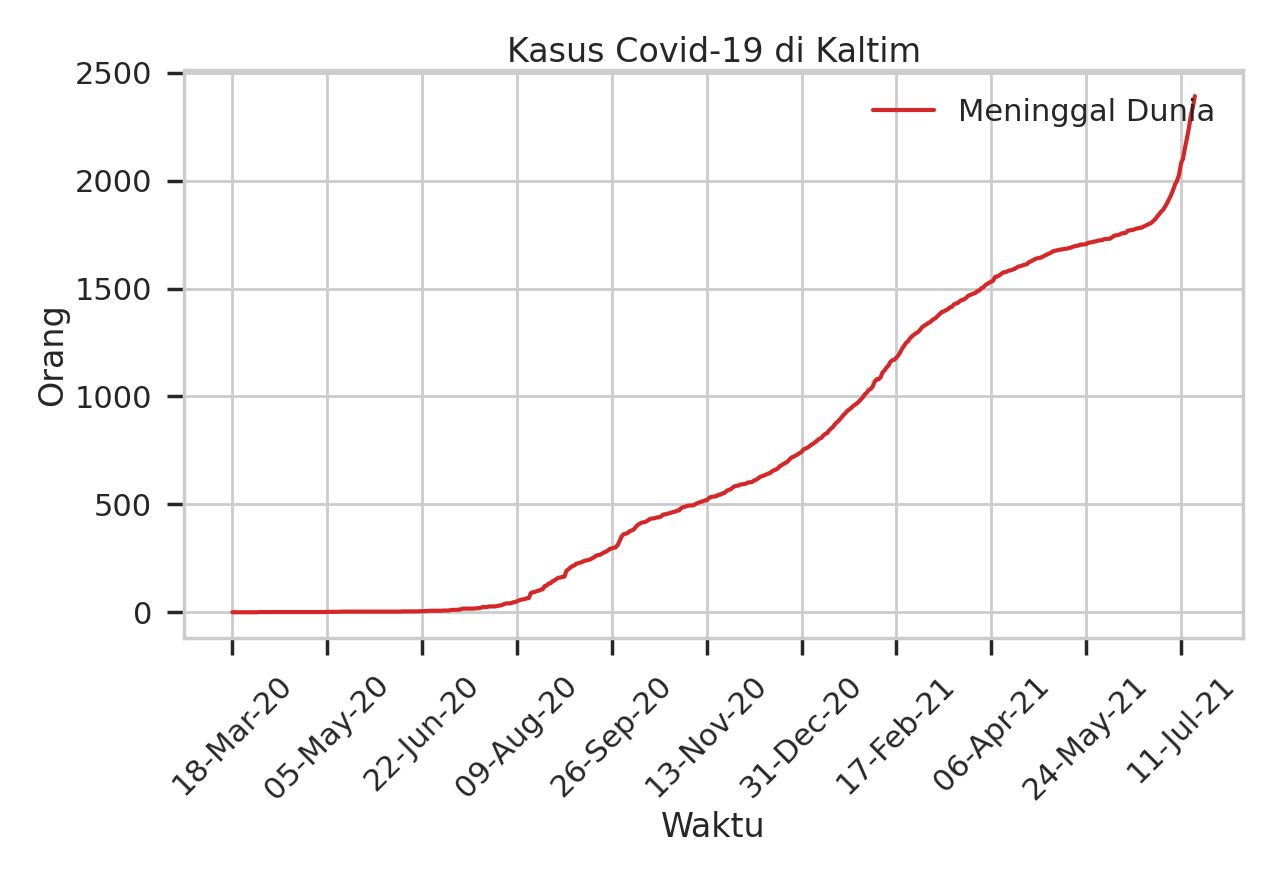 Kasus Covid-19 di Kaltim
Meninggal Dunia
Orang
2500
2000
1500
1000
500
0
18-Mar-20
05-May-20
22-Jun-20
09-Aug-20
26-Sep-20
13-Nov-20
31-Dec-20
17-Feb-21
06-Apr-21
24-May-21
11-Jul-21
Waktu